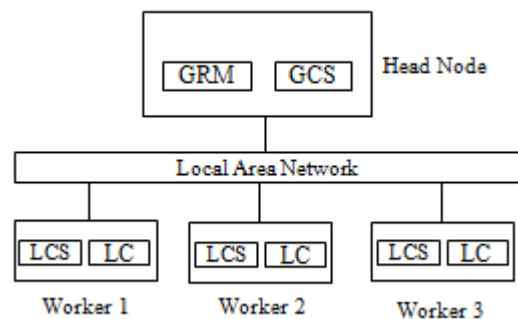 GRM GCS Head Node
Local Area Network
LCS LC LCS LC LCS LC
Worker 1 Worker 2 Worker 3